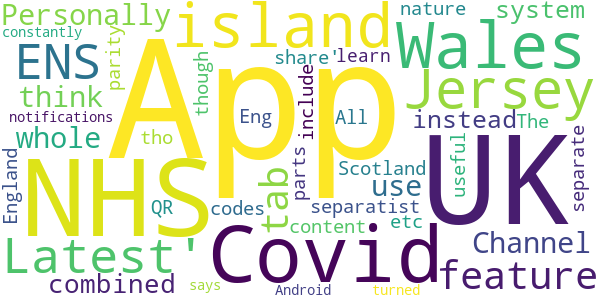 Personally island nature system
constantly share' learn Wales
ENS App parity though
think Jersey
notifications tho Eng include All instead The
whole Scotland separate
England NHS QR codes tab parts use UK useful
separatist
Latest' content etc Channel
combined Covid feature
says Android turned